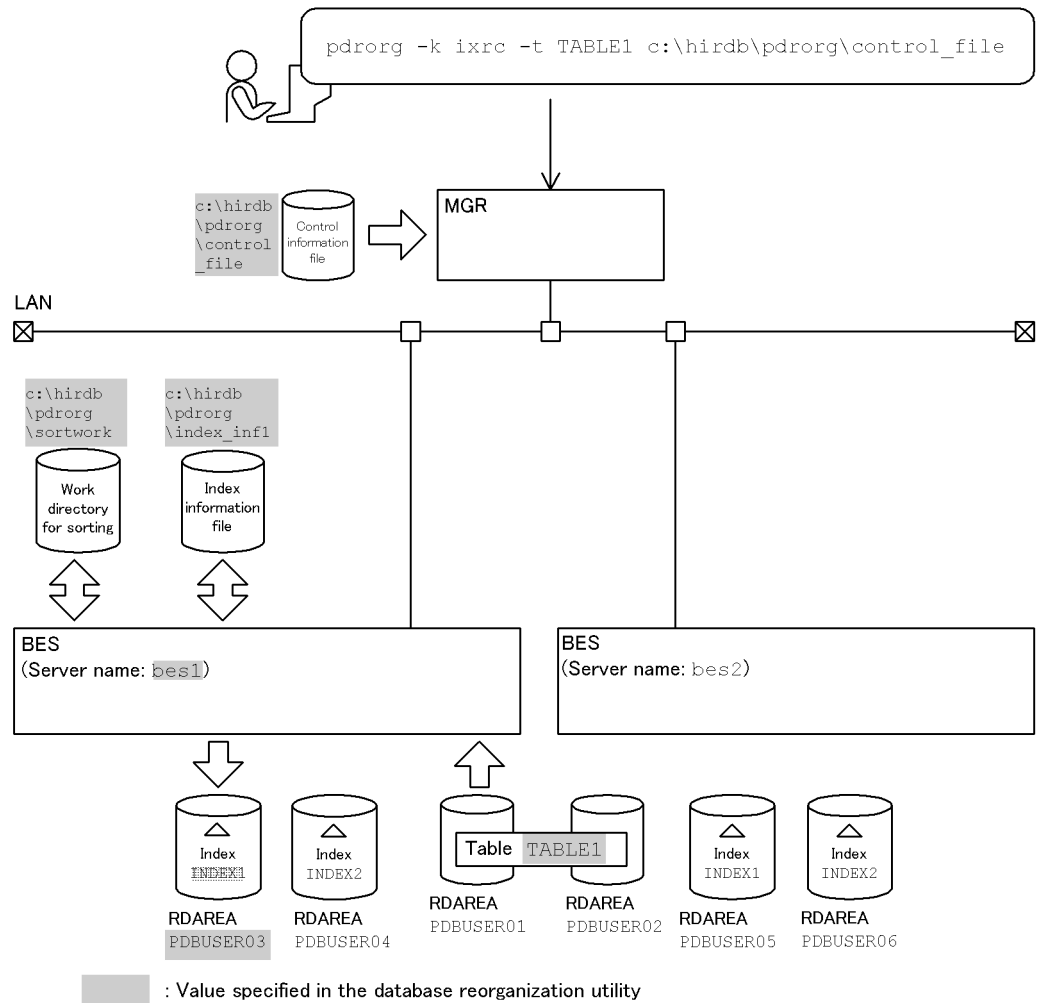 pdrorg -k ixrc -t TABLE1 c:\hirdb\pdrorg\control_file
c:\hirdb
\pdrorg
\control
_file
Control
information
file
MGR
LAN
c:\hirdb
\pdrorg
\sortwork
c:\hirdb
\pdrorg
\index_inf1
Work
directory
for sorting
Index
information
file
BES
(Server name: bes1)
BES
(Server name: bes2)
Index
INDEX1
Index
INDEX2
Table TABLE1
Index
INDEX1
Index
INDEX2
RDAREA
PDBUSER03
RDAREA
PDBUSER04
RDAREA
PDBUSER01
RDAREA
PDBUSER02
RDAREA
PDBUSER05
RDAREA
PDBUSER06
: Value specified in the database reorganization utility